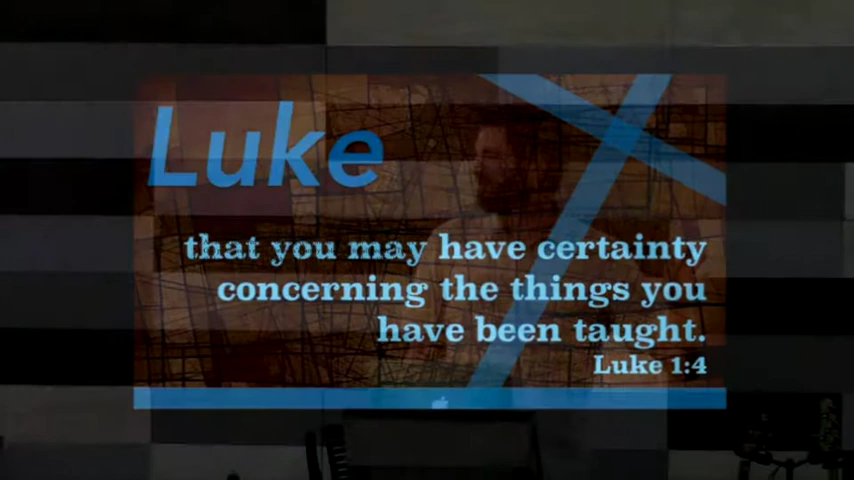 Luke
that you may have certainty
concerning the things you
have been taught.
Luke 1:4